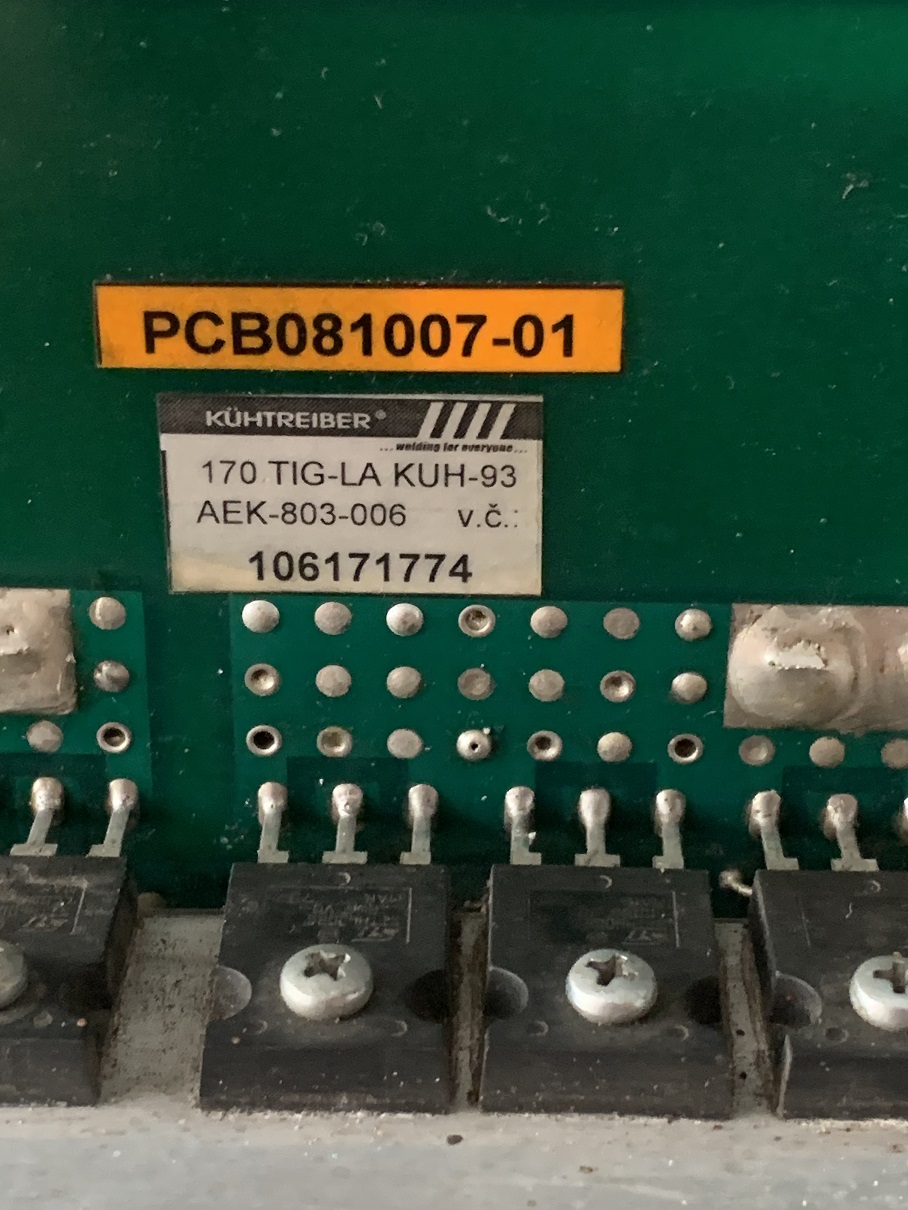 PCB081007-01
KÜHTREIBER®
...welding for everyone...
170 TIG-LA KUH-93
AEK-803-006 v.č.:
106171774